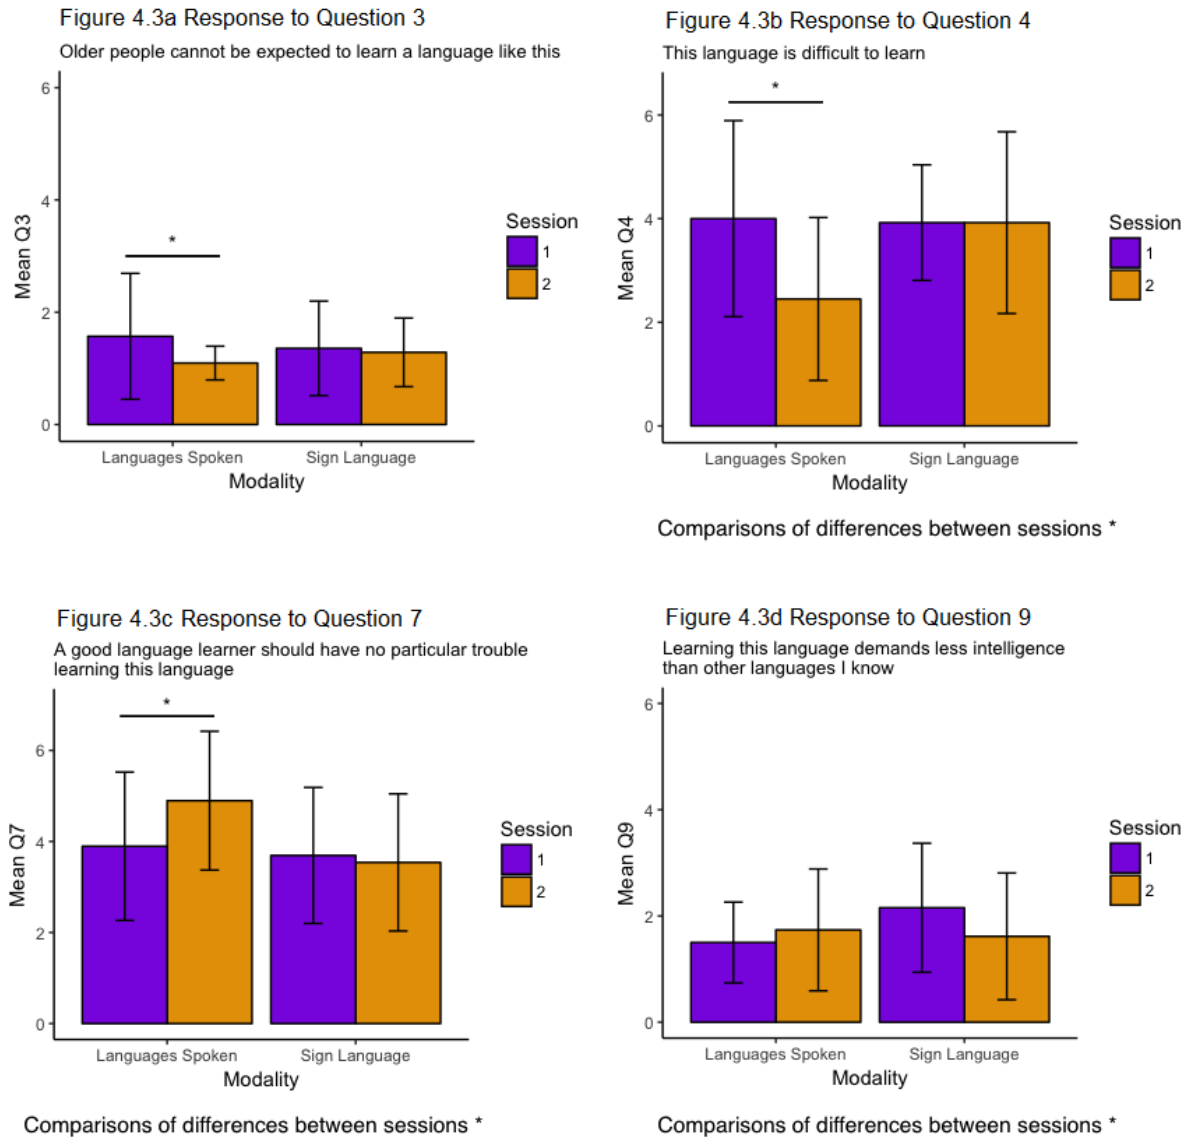 Figure 4.3a Response to Question 3
Older people cannot be expected to learn a language like this
6
4
2
0
Mean Q3
*
Languages Spoken
Sign Language
Modality
Session
1
2
Figure 4.3b Response to Question 4
This language is difficult to learn
6
4
2
0
Mean Q4
*
Languages Spoken
Sign Language
Modality
Session
1
2
Comparisons of differences between sessions *
Figure 4.3c Response to Question 7
A good language learner should have no particular trouble
learning this language
6
4
2
0
Mean Q7
*
Languages Spoken
Sign Language
Modality
Session
1
2
Comparisons of differences between sessions *
Figure 4.3d Response to Question 9
Learning this language demands less intelligence
than other languages I know
6
4
2
0
Mean Q9
Languages Spoken
Sign Language
Modality
Session
1
2
Comparisons of differences between sessions *